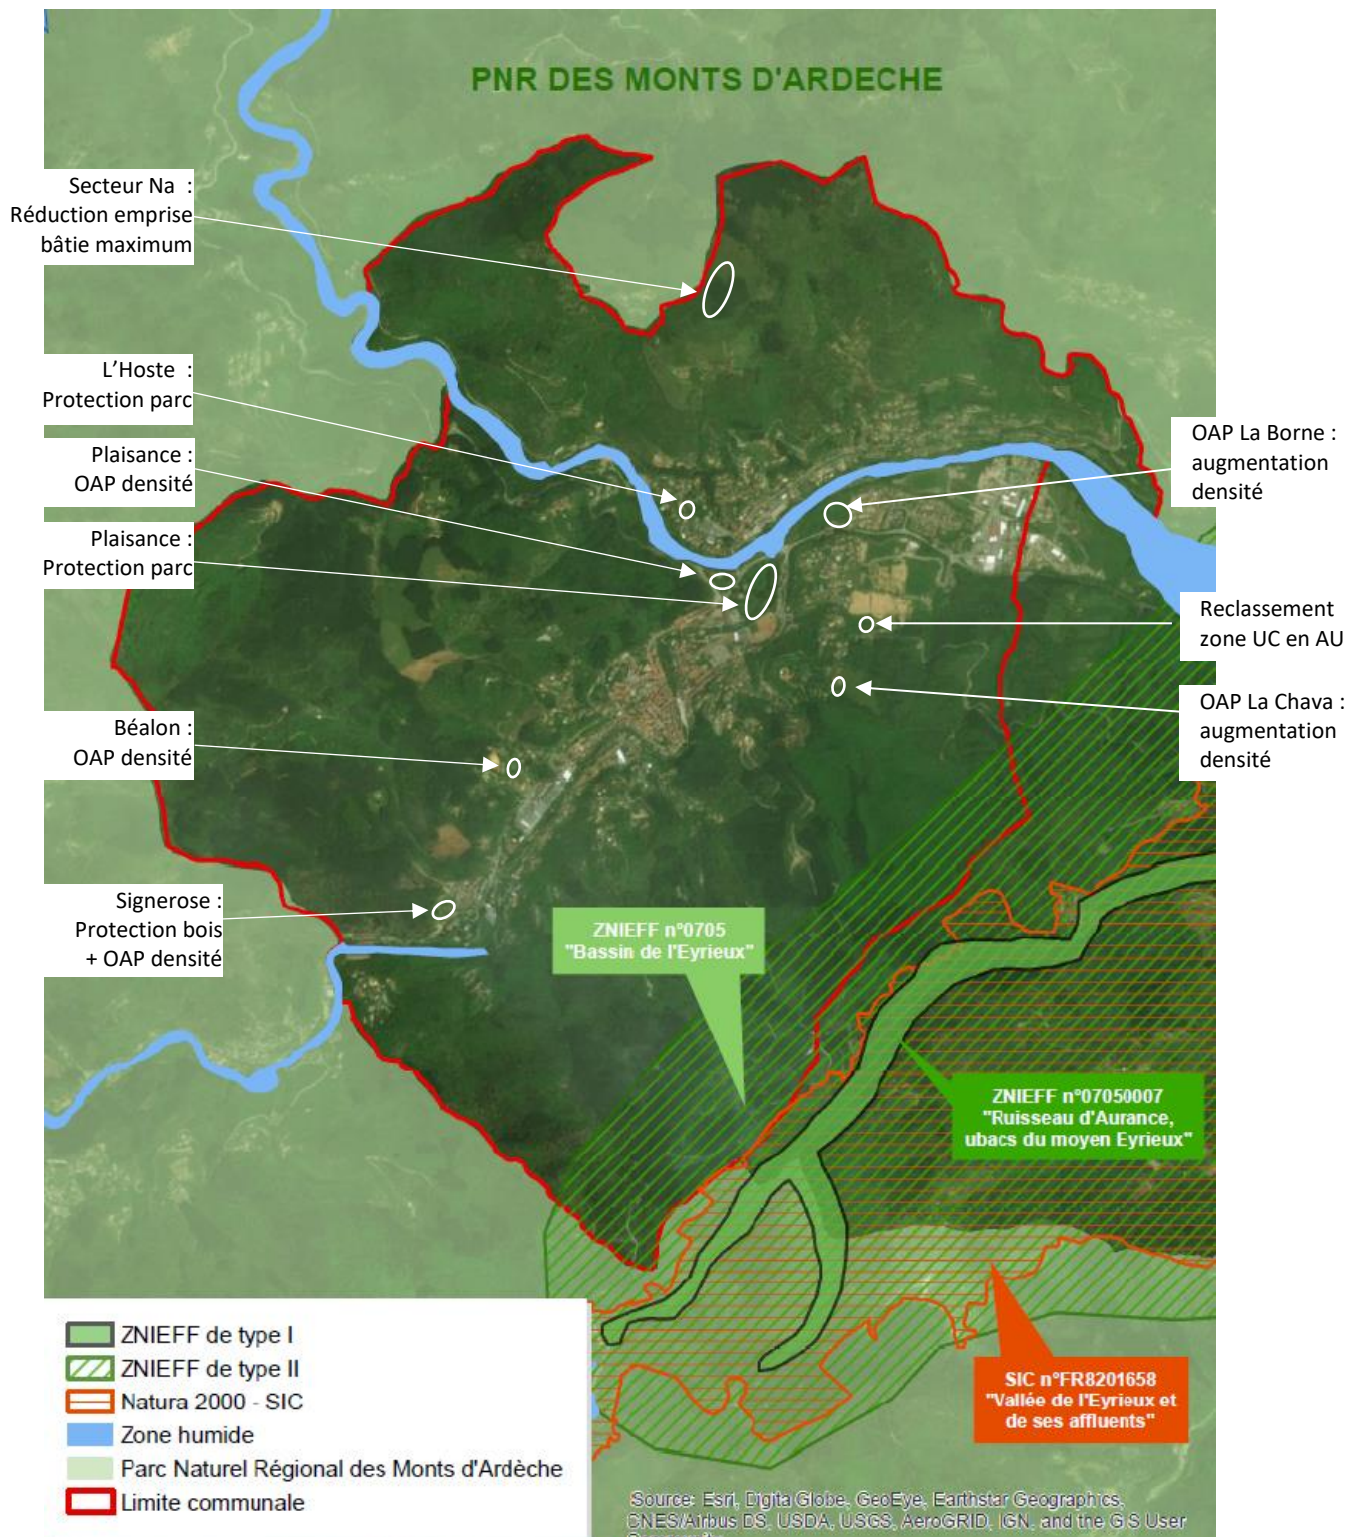 PNR DES MONTS D'ARDECHE
Secteur Na :
Réduction emprise
bâtie maximum
L'Hoste :
Protection parc
Plaisance :
OAP densité
Plaisance :
Protection parc
Béalon :
OAP densité
Signerose :
Protection bois
+ OAP densité
OAP La Borne :
augmentation
densité
Reclassement
zone UC en AU
OAP La Chava :
augmentation
densité
ZNIEFF n°0705
"Bassin de l'Eyrieux"
ZNIEFF n°07050007
"Ruisseau d'Aurance,
ubacs du moyen Eyrieux"
SIC n°FR8201658
"Vallée de l'Eyrieux et
de ses affluents"
ZNIEFF de type I
ZNIEFF de type II
Natura 2000 - SIC
Zone humide
Parc Naturel Régional des Monts d'Ardèche
Limite communale
Source: Esri, DigitalGlobe, GeoEye, Earthstar Geographics,
CNES/Airbus DS, USDA, USGS, AeroGRID, IGN, and the GIS User